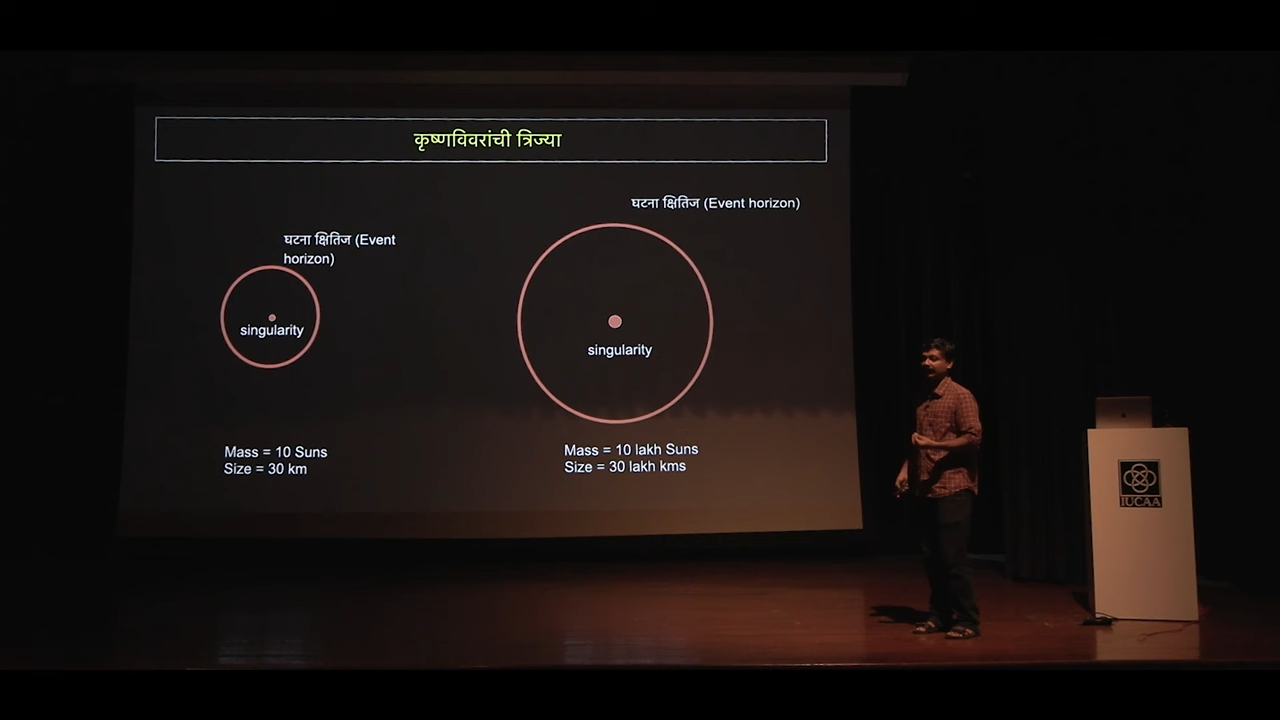 कृष्णविवरांची त्रिज्या
घटना क्षितिज (Event
horizon)
singularity
Mass = 10 Suns
Size = 30 km
घटना क्षितिज (Event horizon)
singularity
Mass = 10 lakh Suns
Size = 30 lakh kms
IUCAA